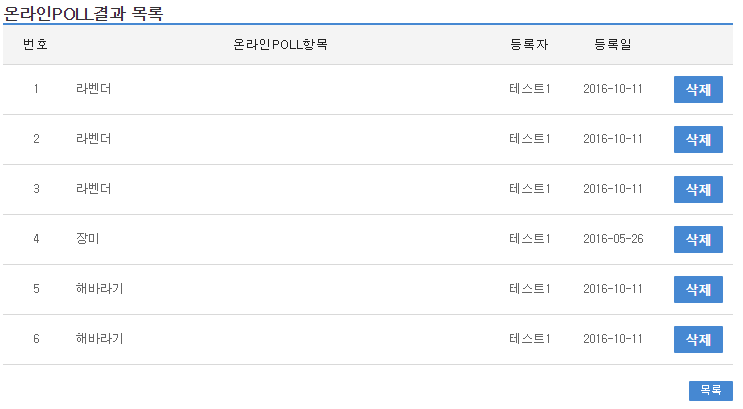 온라인POLL결과 목록
번호 온라인POLL항목 등록자 등록일
1 라벤더 테스트1 2016-10-11 삭제
2 라벤더 테스트1 2016-10-11 삭제
3 라벤더 테스트1 2016-10-11 삭제
4 장미 테스트1 2016-05-26 삭제
5 해바라기 테스트1 2016-10-11 삭제
6 해바라기 테스트1 2016-10-11 삭제
목록